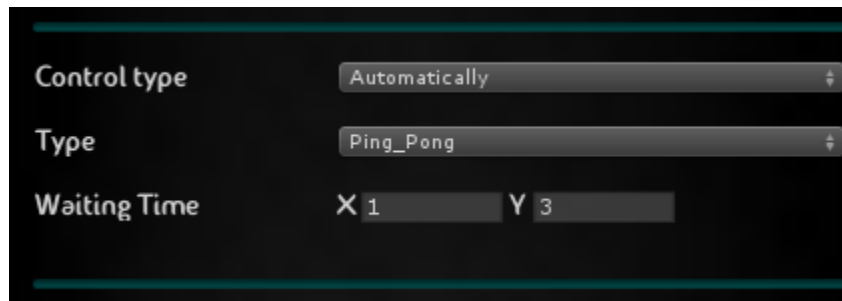 Control type Automatically
Type Ping_Pong
Waiting Time X 1 Y 3